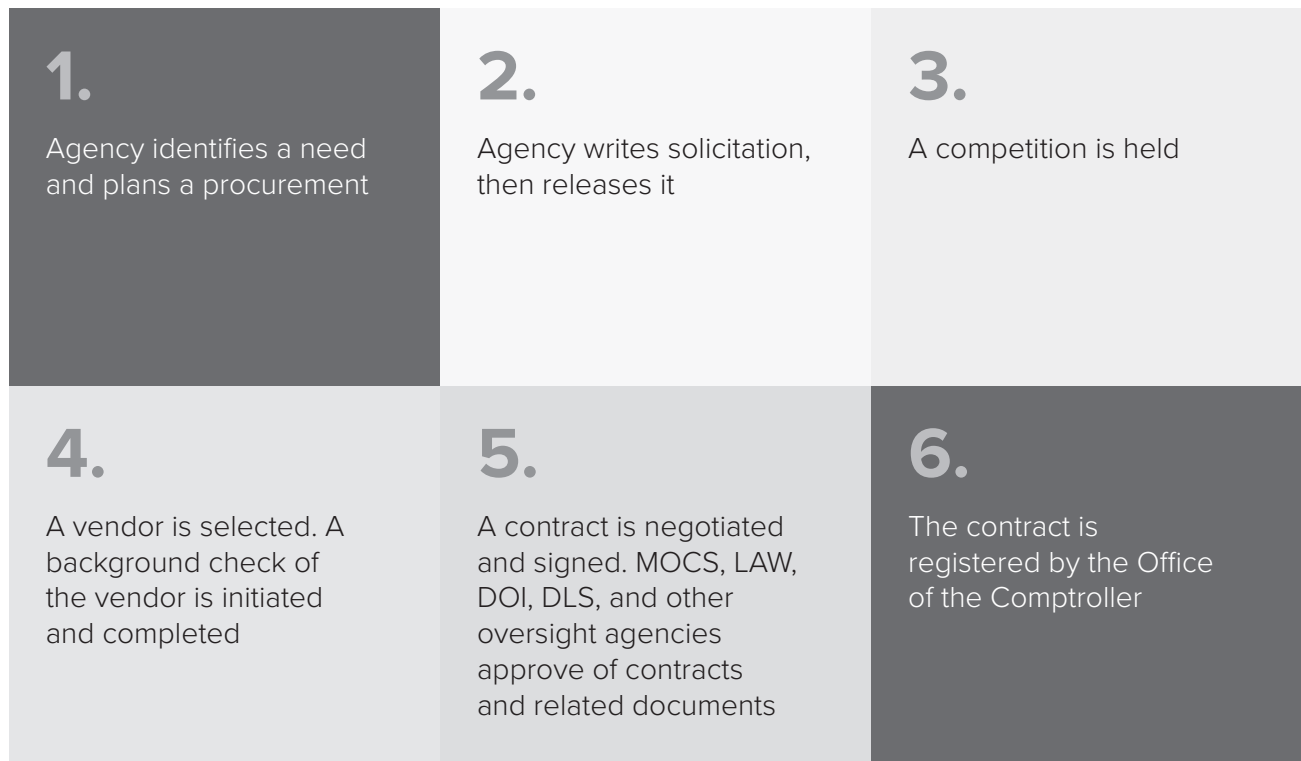 1.
Agency identifies a need
and plans a procurement
2.
Agency writes solicitation,
then releases it
3.
A competition is held
4.
A vendor is selected. A
background check of
the vendor is initiated
and completed
5.
A contract is negotiated
and signed. MOCS, LAW,
DOI, DLS, and other
oversight agencies
approve of contracts
and related documents
6.
The contract is
registered by the Office
of the Comptroller